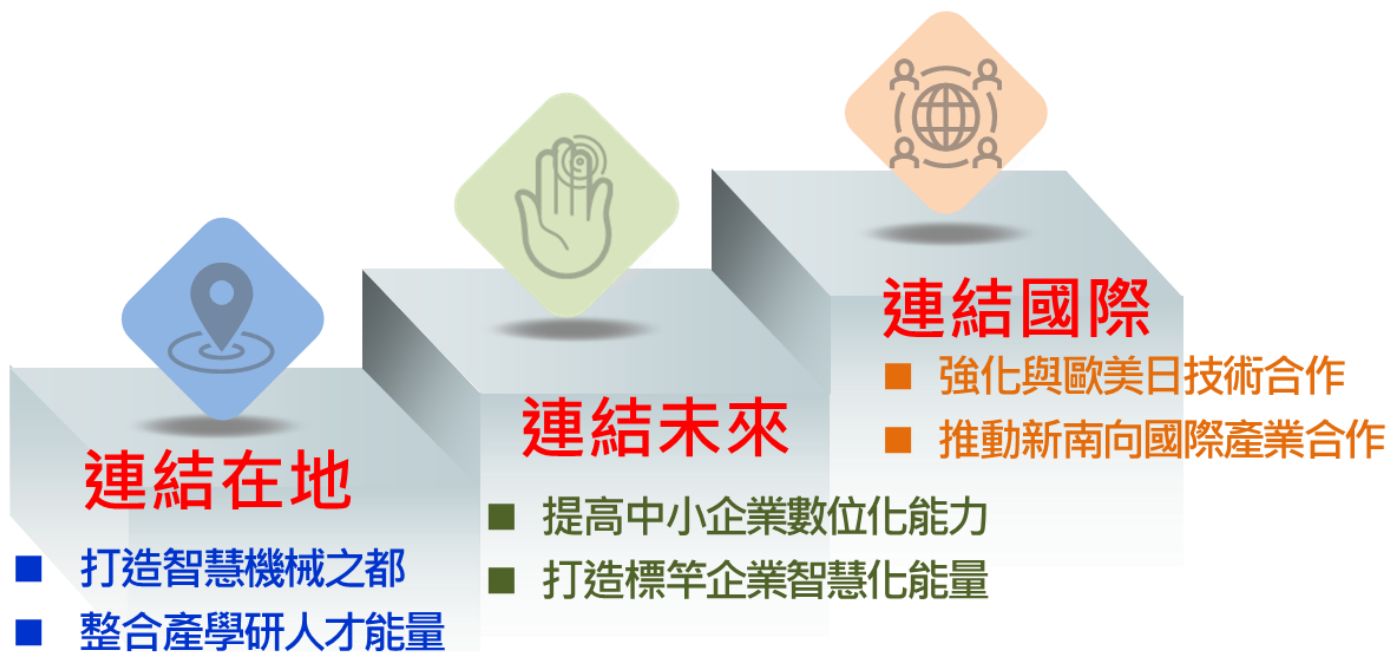 連結在地
■ 打造智慧機械之都
■ 整合產學研人才能量
連結未來
■ 提高中小企業數位化能力
■ 打造標竿企業智慧化能量
連結國際
■ 強化與歐美日技術合作
■ 推動新南向國際產業合作